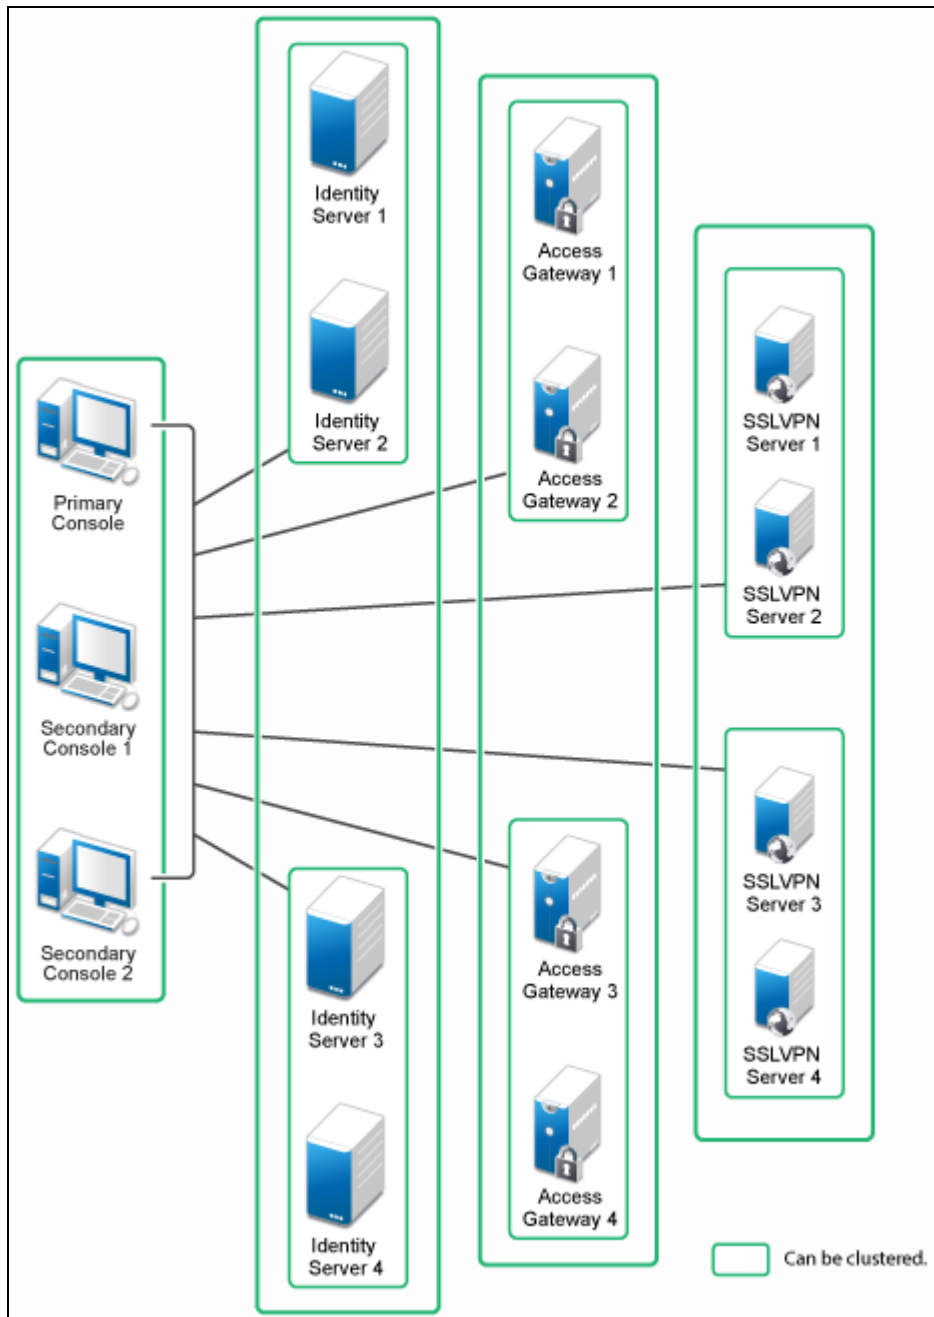 Identity
Server 1
Identity
Server 2
Access
Gateway 1
Access
Gateway 2
SSLVPN
Server 1
SSLVPN
Server 2
Primary
Console
Secondary
Console 1
Secondary
Console 2
Identity
Server 3
Identity
Server 4
Access
Gateway 3
Access
Gateway 4
SSLVPN
Server 3
SSLVPN
Server 4
Can be clustered.